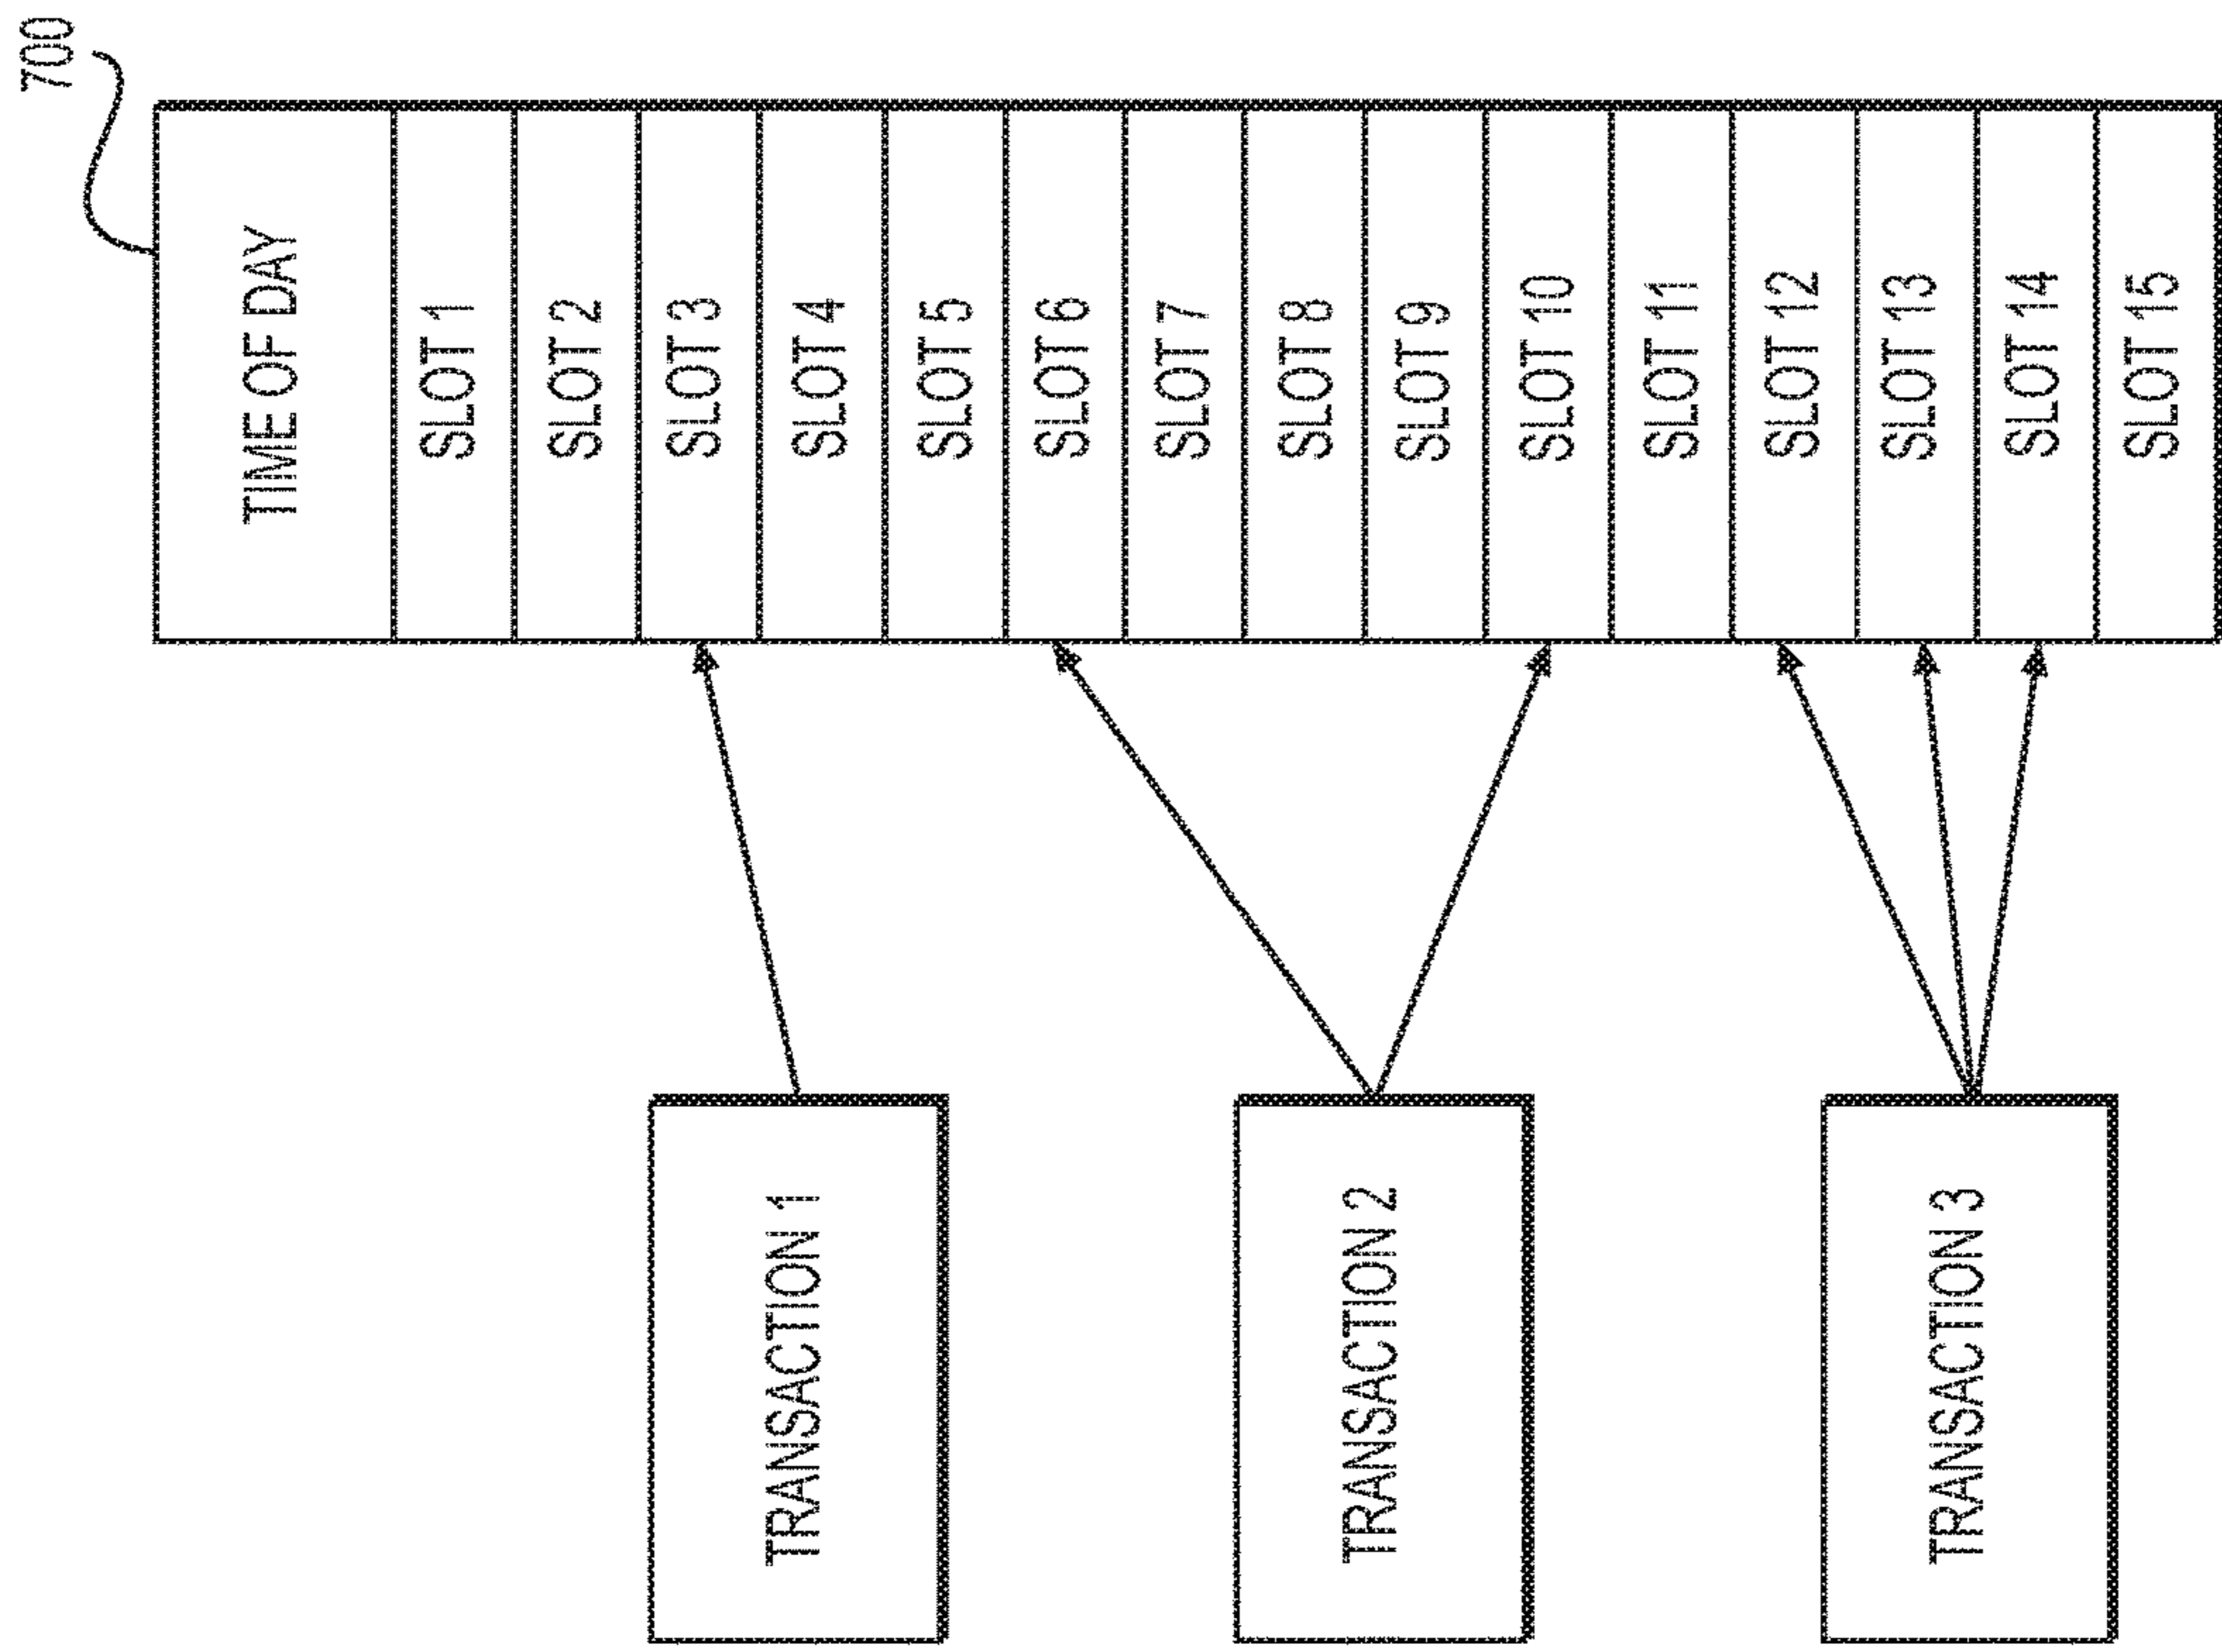 700
TIME OF DAY
SLOT 1
SLOT 2
SLOT 3
SLOT 4
SLOT 5
SLOT 6
SLOT 7
SLOT 8
SLOT 9
SLOT 10
SLOT 11
SLOT 12
SLOT 13
SLOT 14
SLOT 15
TRANSACTION 1
TRANSACTION 2
TRANSACTION 3